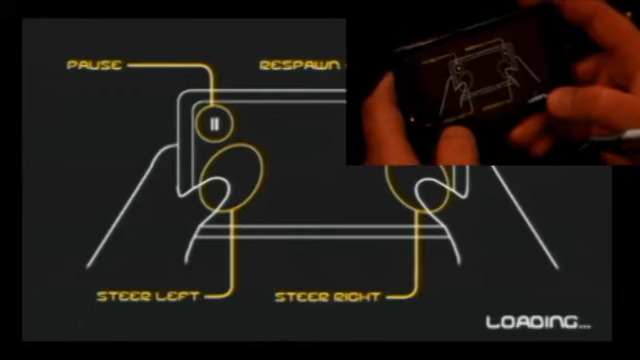 PAUSE
RESPAWN
STEER LEFT
STEER RIGHT
LOADING...